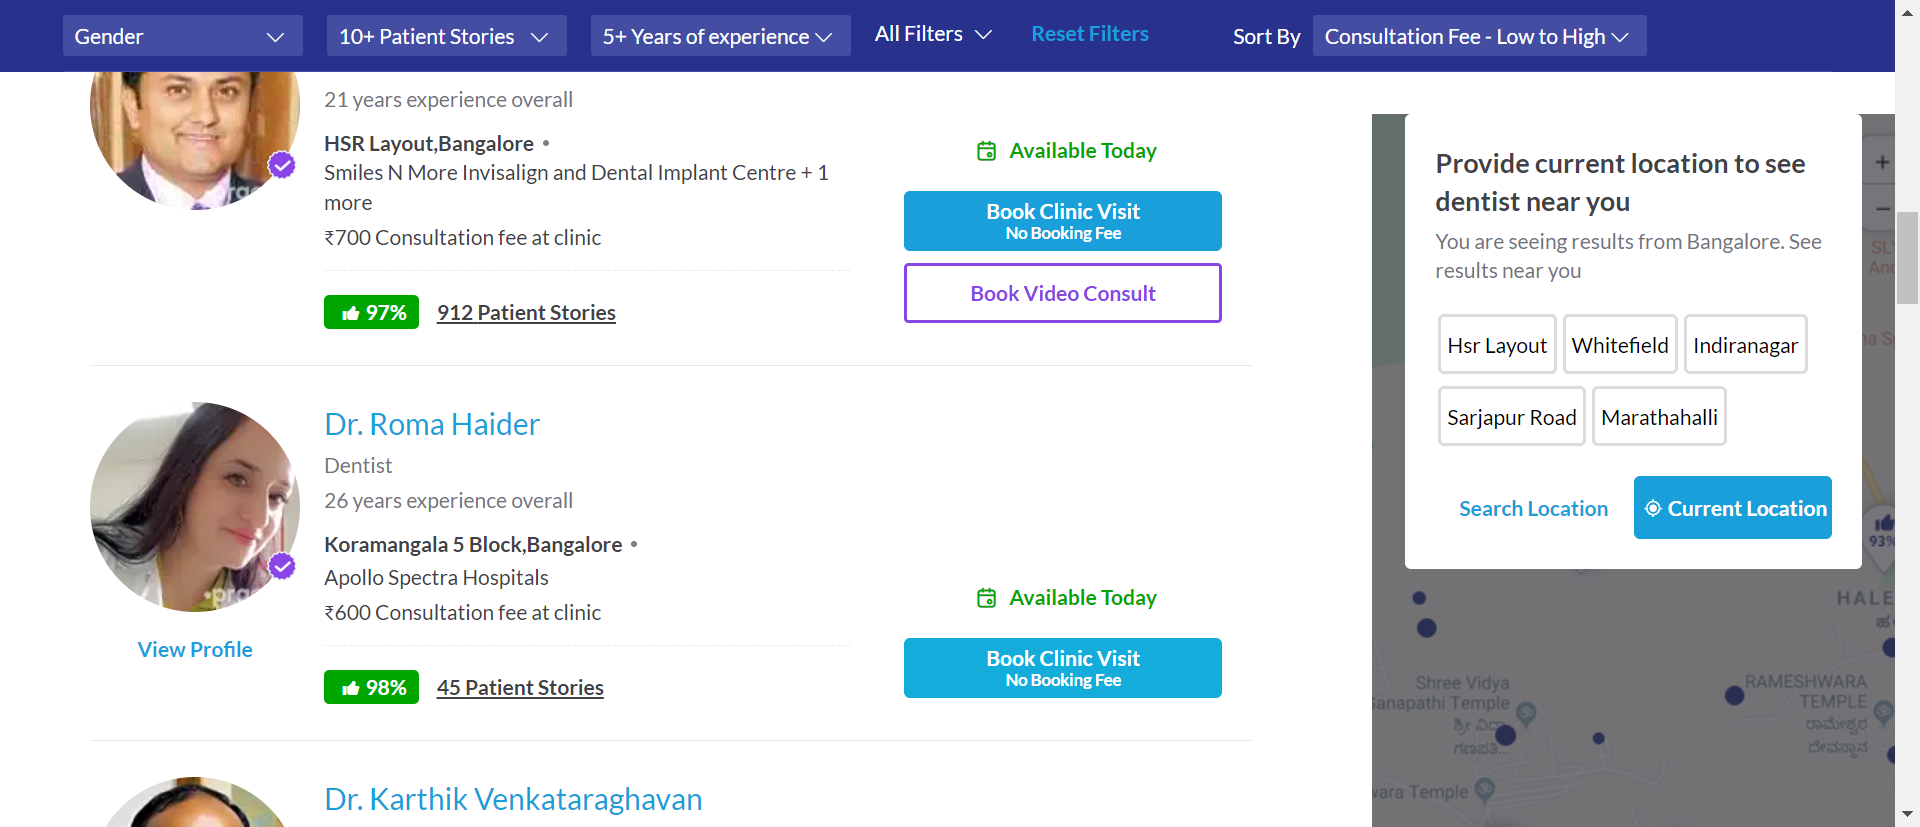 Gender
10+ Patient Stories
5+ Years of experience
All Filters
Reset Filters
Sort By
Consultation Fee - Low to High
21 years experience overall
HSR Layout,Bangalore •
Smiles N More Invisalign and Dental Implant Centre + 1
more
₹700 Consultation fee at clinic
97%
912 Patient Stories
Available Today
Book Clinic Visit
No Booking Fee
Book Video Consult
Dr. Roma Haider
Dentist
26 years experience overall
Koramangala 5 Block,Bangalore •
Apollo Spectra Hospitals
₹600 Consultation fee at clinic
View Profile
98%
45 Patient Stories
Available Today
Book Clinic Visit
No Booking Fee
Dr. Karthik Venkataraghavan
Provide current location to see
dentist near you
You are seeing results from Bangalore. See
results near you
Hsr Layout
Whitefield
Indiranagar
Sarjapur Road
Marathahalli
Search Location
Current Location
93%
HALE
Shree Vidya
Ganapathi Temple
ಶ್ರೀ ವಿದ್ಯಾ
ಗಣಪತಿ...
RAMESHWARA
TEMPLE
ರಾಮೇಶ್ವರ
ದೇವಸ್ಥಾನ
Temple